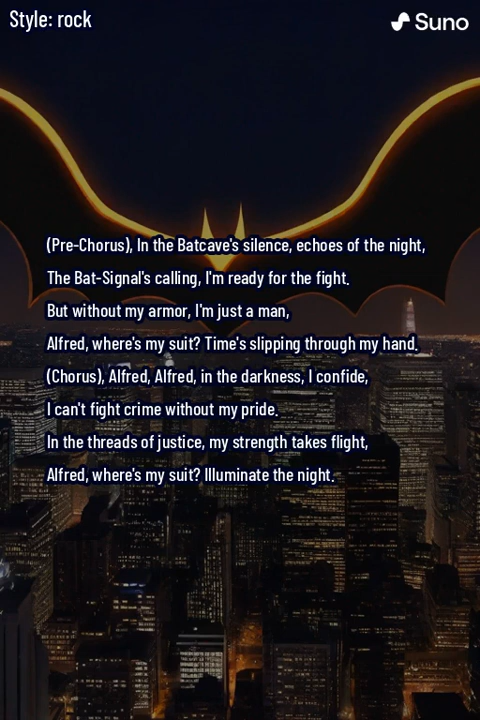 Style: rock
Suno
(Pre-Chorus), In the Batcave's silence, echoes of the night,
The Bat-Signal's calling, I'm ready for the fight.
But without my armor, I'm just a man,
Alfred, where's my suit? Time's slipping through my hand.
(Chorus), Alfred, Alfred, in the darkness, I confide,
I can't fight crime without my pride.
In the threads of justice, my strength takes flight,
Alfred, where's my suit? Illuminate the night.